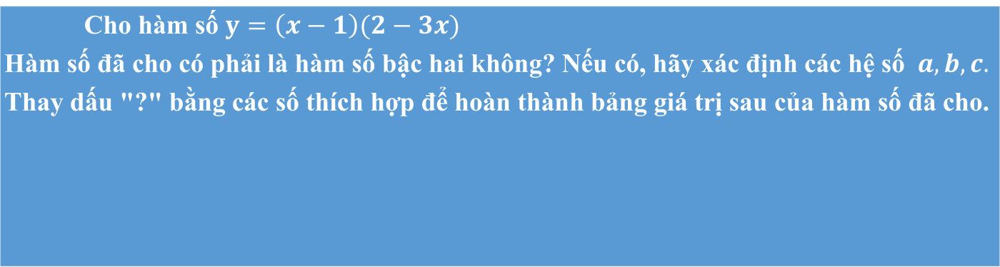 Cho hàm số y = (x − 1)(2 − 3x)
Hàm số đã cho có phải là hàm số bậc hai không? Nếu có, hãy xác định các hệ số a, b, c.
Thay dấu "?" bằng các số thích hợp để hoàn thành bảng giá trị sau của hàm số đã cho.